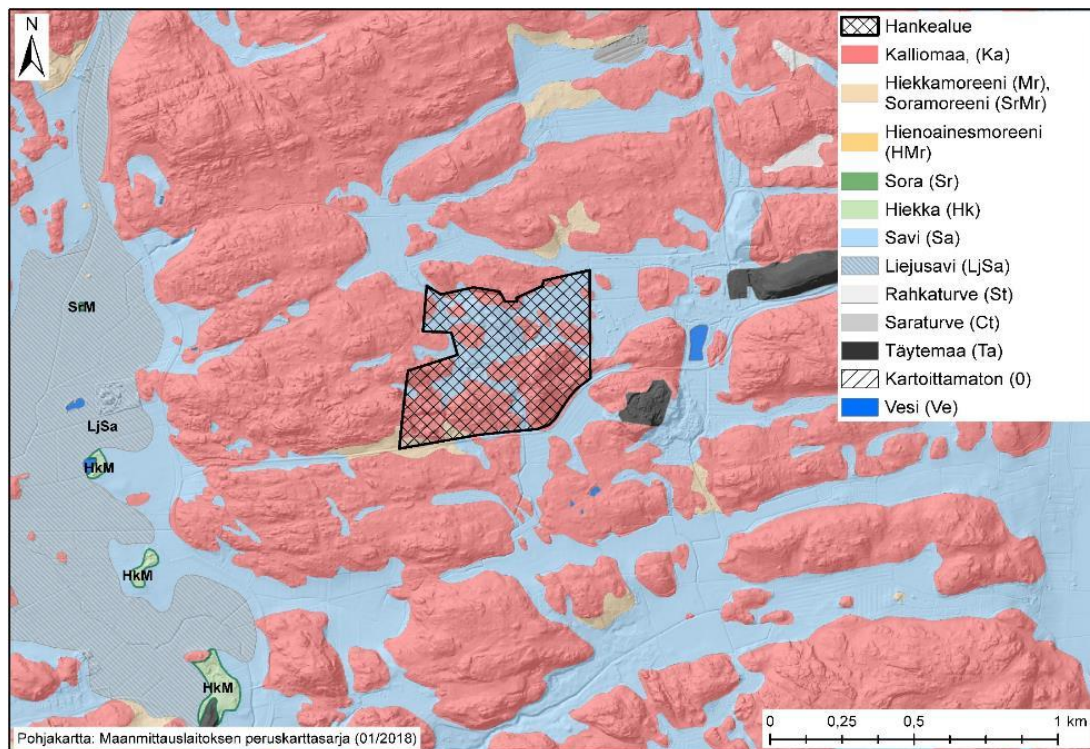 N
Hankealue
Kalliomaa, (Ka)
Hiekkamoreeni (Mr),
Soramoreeni (SrMr)
Hienoainesmoreeni
(HMr)
Sora (Sr)
Hiekka (Hk)
Savi (Sa)
Liejusavi (LjSa)
Rahkaturve (St)
Saraturve (Ct)
Täytemaa (Ta)
Kartoittamaton (0)
Vesi (Ve)
SrM
LjSa
HkM
HkM
HkM
Pohjakartta: Maanmittauslaitoksen peruskarttasarja (01/2018)
0 0,25 0,5 1 km